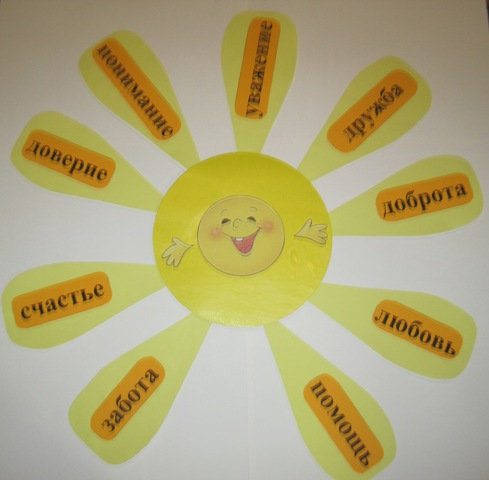 уважение
дружба
доброта
любовь
помощь
забота
счастье
доверие
понимание